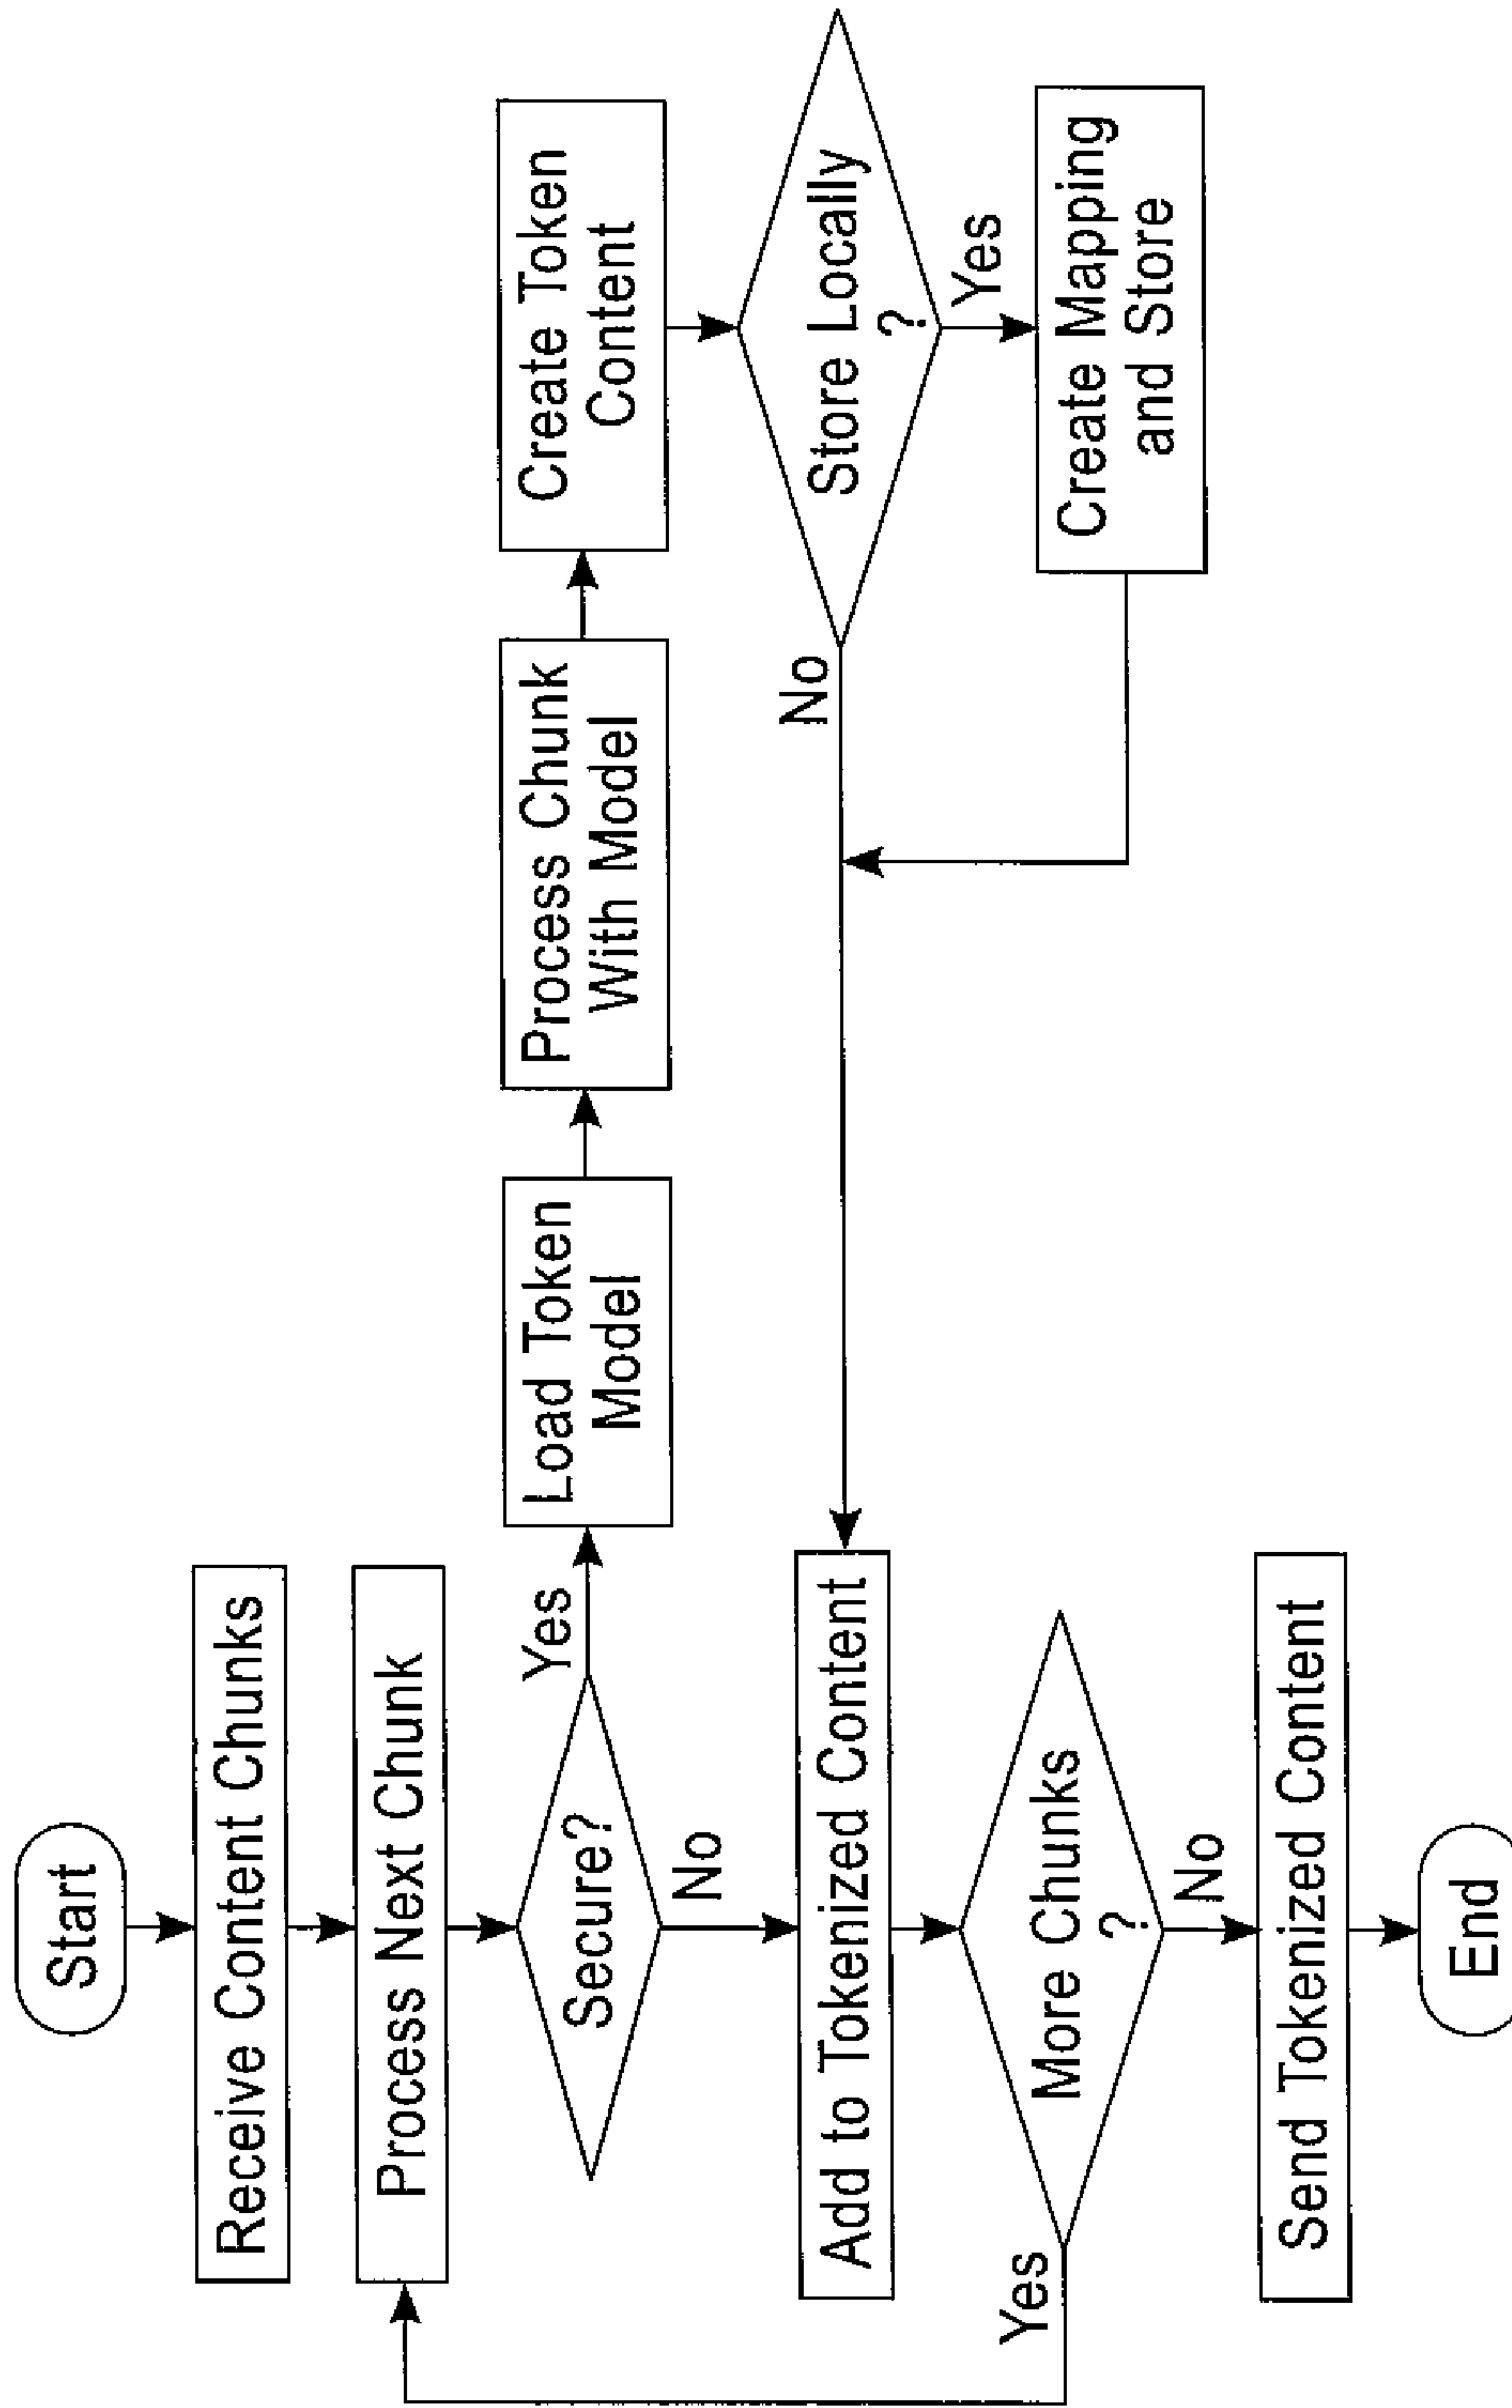 Start
Receive Content Chunks
Process Next Chunk
Secure?
Yes
No
Load Token
Model
Process Chunk
With Model
Create Token
Content
Store Locally
?
No
Yes
Create Mapping
and Store
Add to Tokenized Content
More Chunks
?
Yes
No
Send Tokenized Content
End